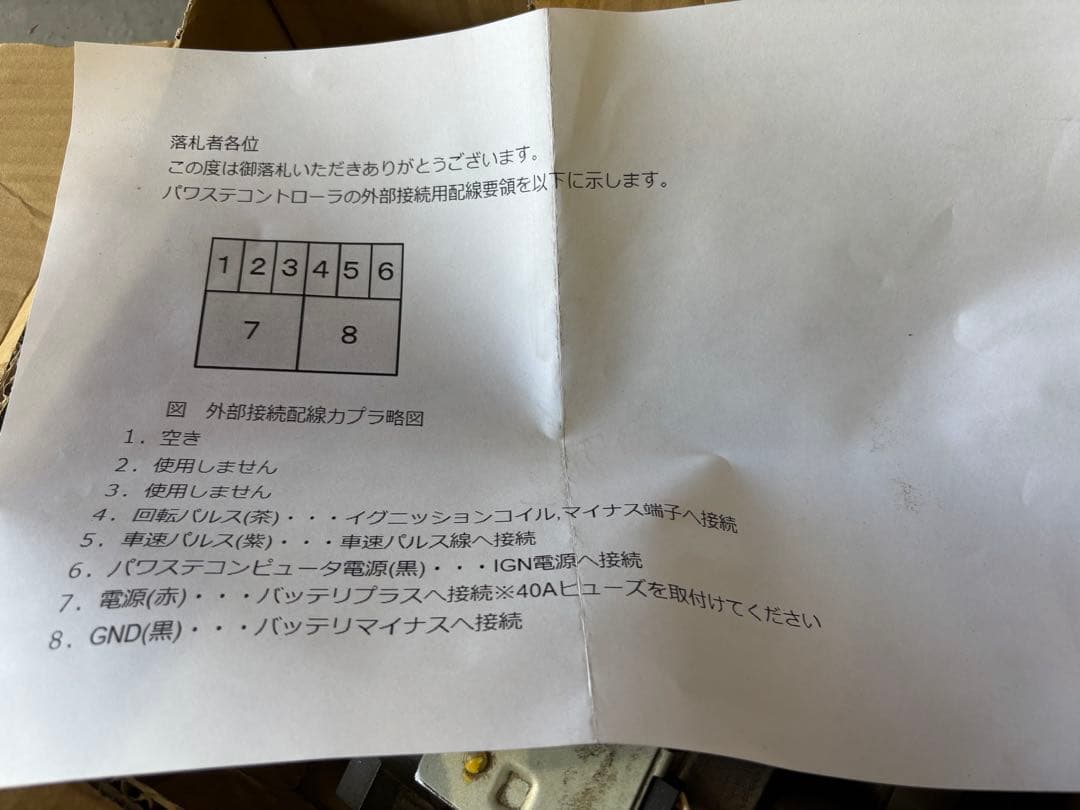 落札者各位
この度は御落札いただきありがとうございます。
パワステコントローラの外部接続用配線要領を以下に示します。
1 2 3 4 5 6
7 8
図 外部接続配線カプラ略図
1．空き
2．使用しません
3．使用しません
4．回転パルス(茶)・・・イグニッションコイル,マイナス端子へ接続
5．車速パルス(紫)・・・車速パルス線へ接続
6．パワステコンピュータ電源(黒)・・・IGN電源へ接続
7．電源(赤)・・・バッテリプラスへ接続※40Aヒューズを取付けてください
8．GND(黒)・・・バッテリマイナスへ接続